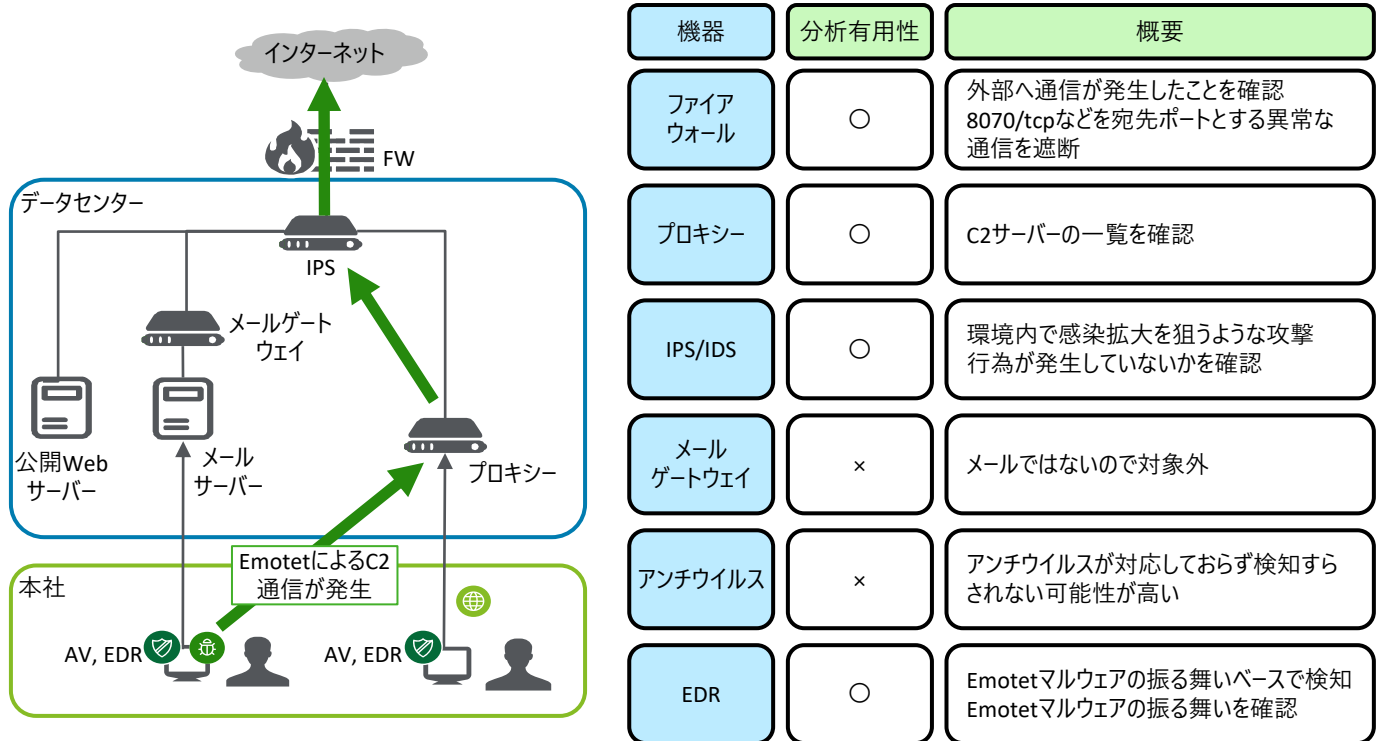 インターネット
FW
データセンター
IPS
メールゲート
ウェイ
公開Web
サーバー
メール
サーバー
プロキシー
EmotetによるC2
通信が発生
本社
AV, EDR
AV, EDR
機器
分析有用性
概要
ファイア
ウォール
〇
外部へ通信が発生したことを確認
8070/tcpなどを宛先ポートとする異常な
通信を遮断
プロキシー
〇
C2サーバーの一覧を確認
IPS/IDS
〇
環境内で感染拡大を狙うような攻撃
行為が発生していないかを確認
メール
ゲートウェイ
×
メールではないので対象外
アンチウイルス
×
アンチウイルスが対応しておらず検知すら
されない可能性が高い
EDR
〇
Emotetマルウェアの振る舞いベースで検知
Emotetマルウェアの振る舞いを確認